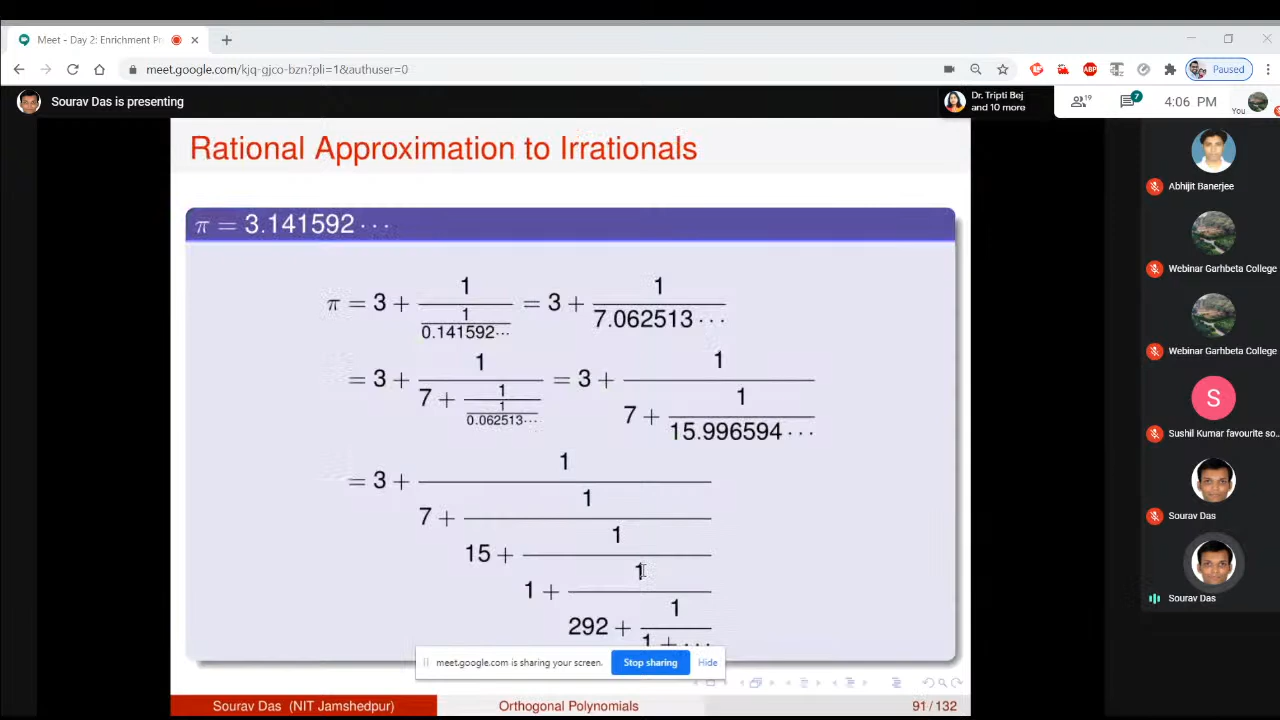 Meet - Day 2: Enrichment Pr
meet.google.com/kjq-gjco-bzn?pli=1&authuser=0
ABP
Paused
Sourav Das is presenting
Dr. Tripti Bej
and 10 more
19
7
4:06 PM
You
Rational Approximation to Irrationals
π = 3.141592···
π = 3 + 1/(1/0.141592···) = 3 + 1/7.062513···
= 3 + 1/(7 + 1/(1/0.062513···)) = 3 + 1/(7 + 1/15.996594···)
= 3 + 1/(7 + 1/(15 + 1/(1 + 1/(292 + 1/(1 + ···)))))
Abhijit Banerjee
Webinar Garhbeta College
Webinar Garhbeta College
S
Sushil Kumar favourite so...
Sourav Das
Sourav Das
meet.google.com is sharing your screen.
Stop sharing
Hide
Sourav Das (NIT Jamshedpur)
Orthogonal Polynomials
91 / 132